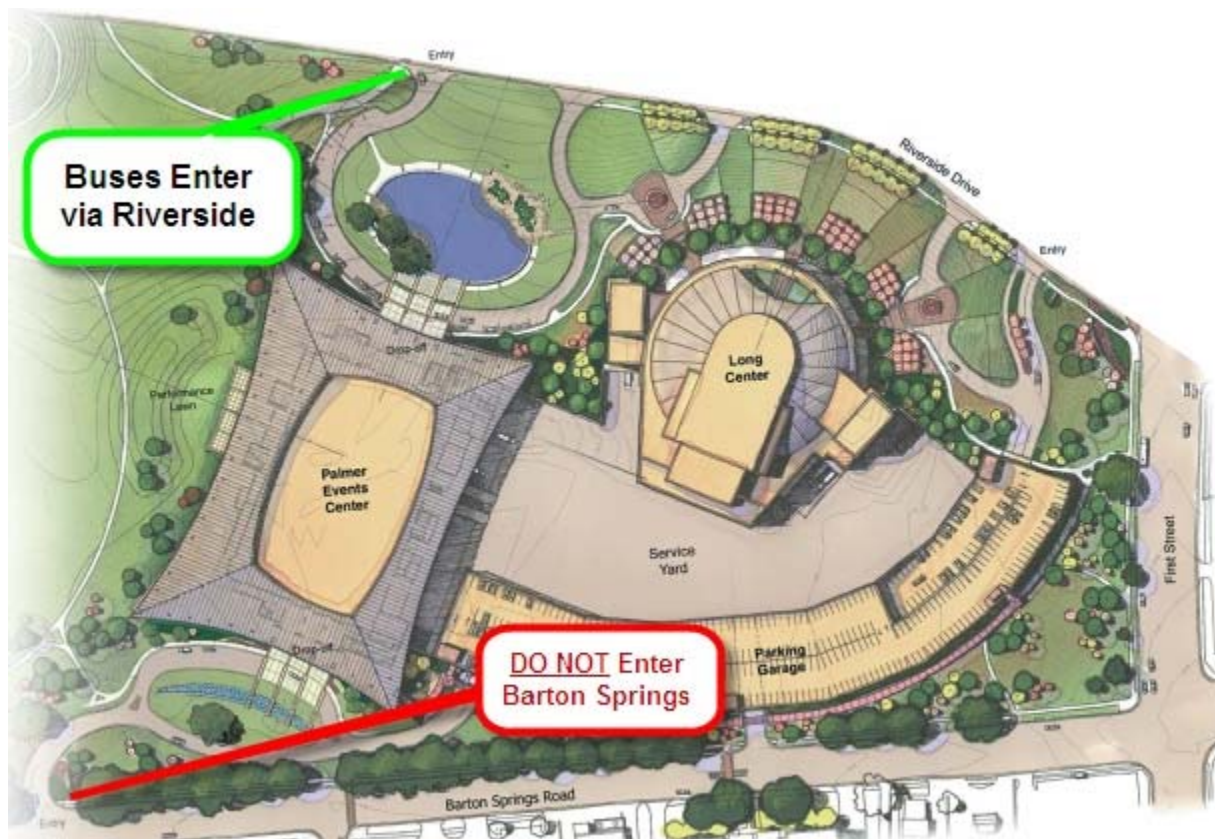 Entry
Buses Enter
via Riverside
Riverside Drive
Entry
Drop-off
Long
Center
Performance
Lawn
Palmer
Events
Center
Service
Yard
First Street
DO NOT Enter
Barton Springs
Parking
Garage
Drop-off
Barton Springs Road
Entry